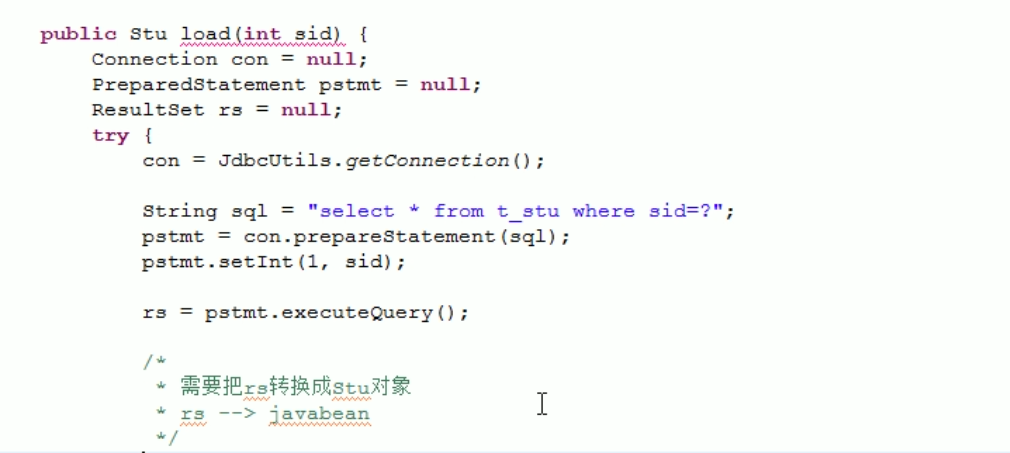 public Stu load(int sid) {
Connection con = null;
PreparedStatement pstmt = null;
ResultSet rs = null;
try {
con = JdbcUtils.getConnection();
String sql = "select * from t_stu where sid=?";
pstmt = con.prepareStatement(sql);
pstmt.setInt(1, sid);
rs = pstmt.executeQuery();
/*
* 需要把rs转换成Stu对象
* rs --> javabean
*/